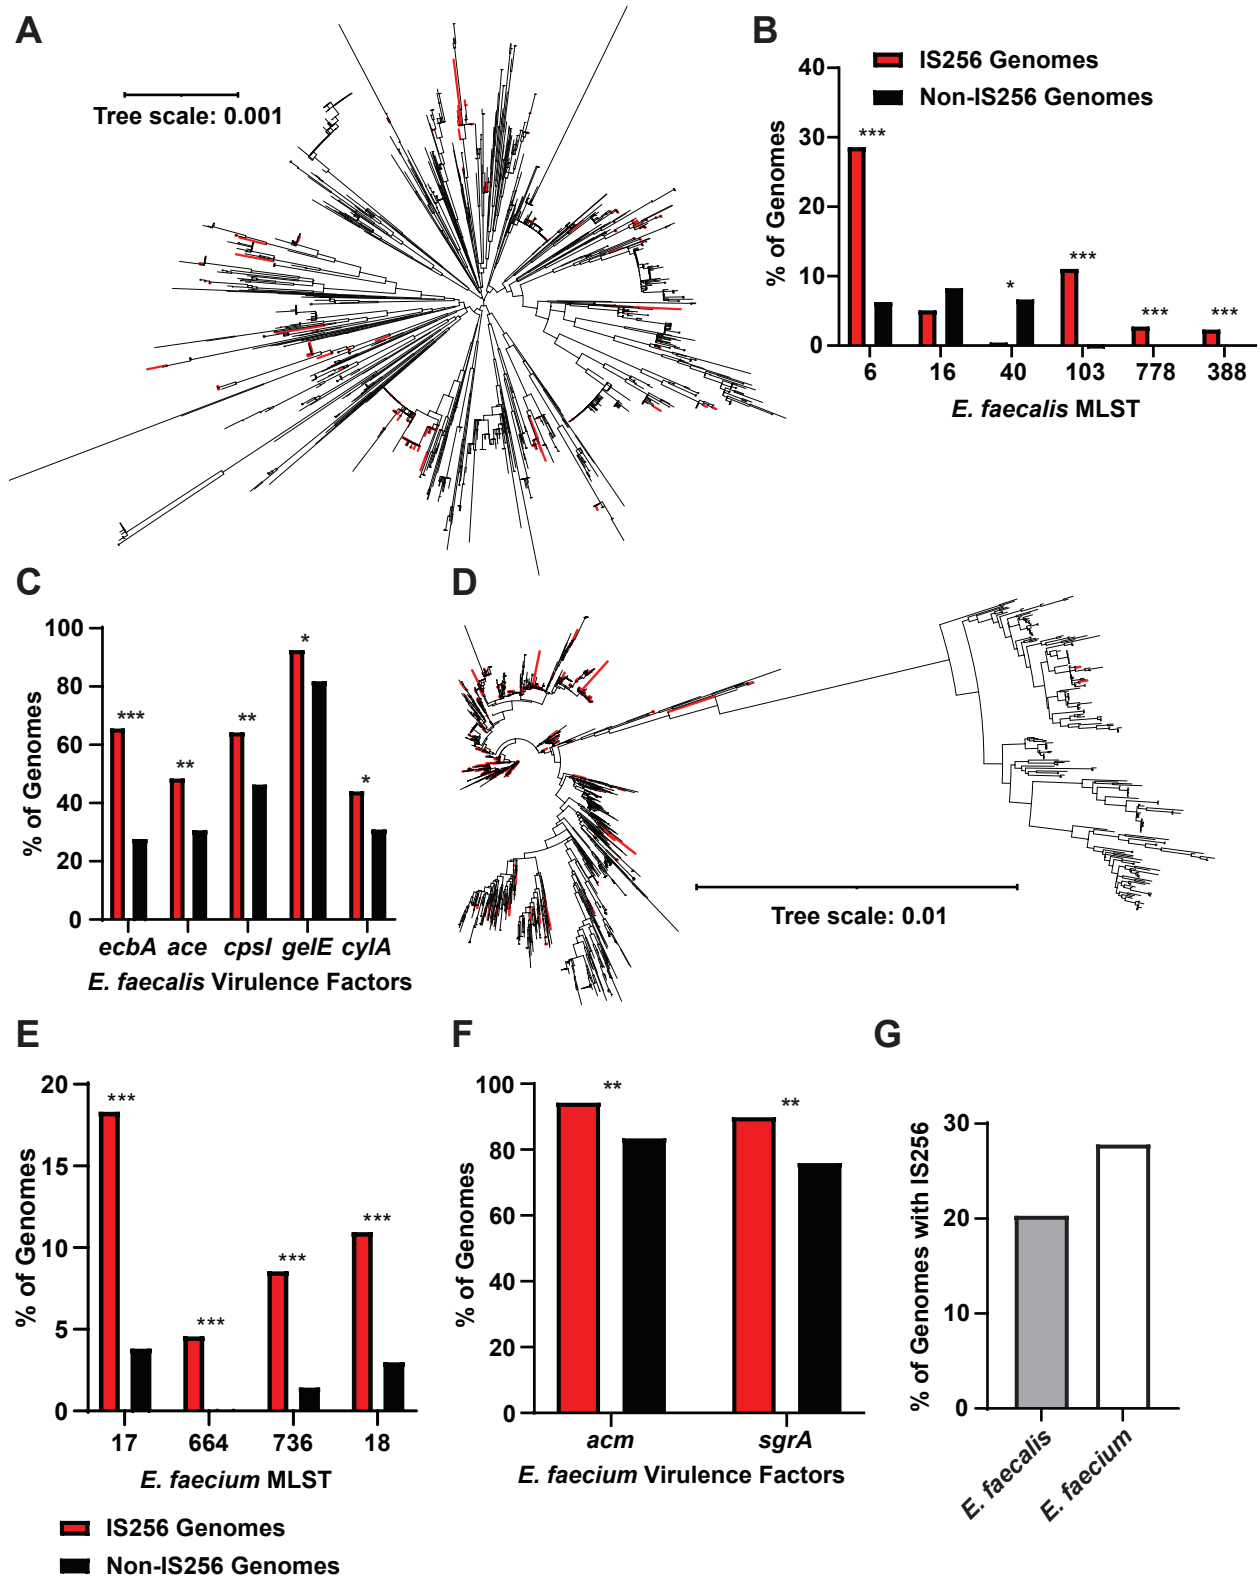 A
Tree scale: 0.001
B
IS256 Genomes
Non-IS256 Genomes
% of Genomes
40
30
20
10
0
***
*
***
***
***
6 16 40 103 778 388
E. faecalis MLST
C
% of Genomes
100
80
60
40
20
0
***
**
**
*
*
ecbA ace cpsI gelE cylA
E. faecalis Virulence Factors
D
Tree scale: 0.01
E
% of Genomes
20
15
10
5
0
***
***
***
***
17 664 736 18
E. faecium MLST
IS256 Genomes
Non-IS256 Genomes
F
% of Genomes
100
80
60
40
20
0
**
**
acm sgrA
E. faecium Virulence Factors
G
% of Genomes with IS256
30
20
10
0
E. faecalis
E. faecium